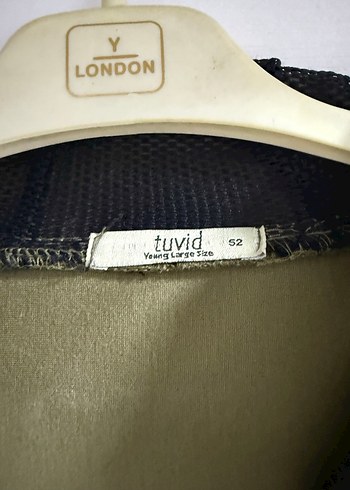 Y
LONDON
tuvid 52
Young Large Size